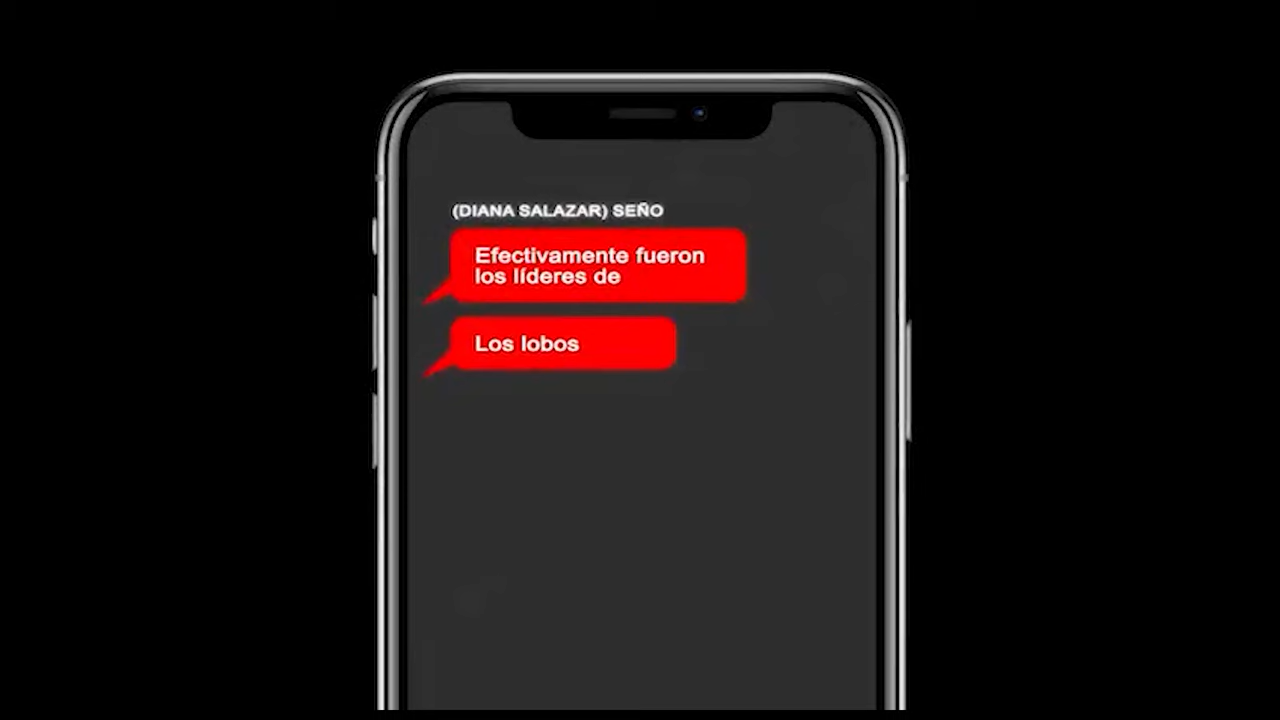 (DIANA SALAZAR) SEÑO
Efectivamente fueron
los líderes de
Los lobos